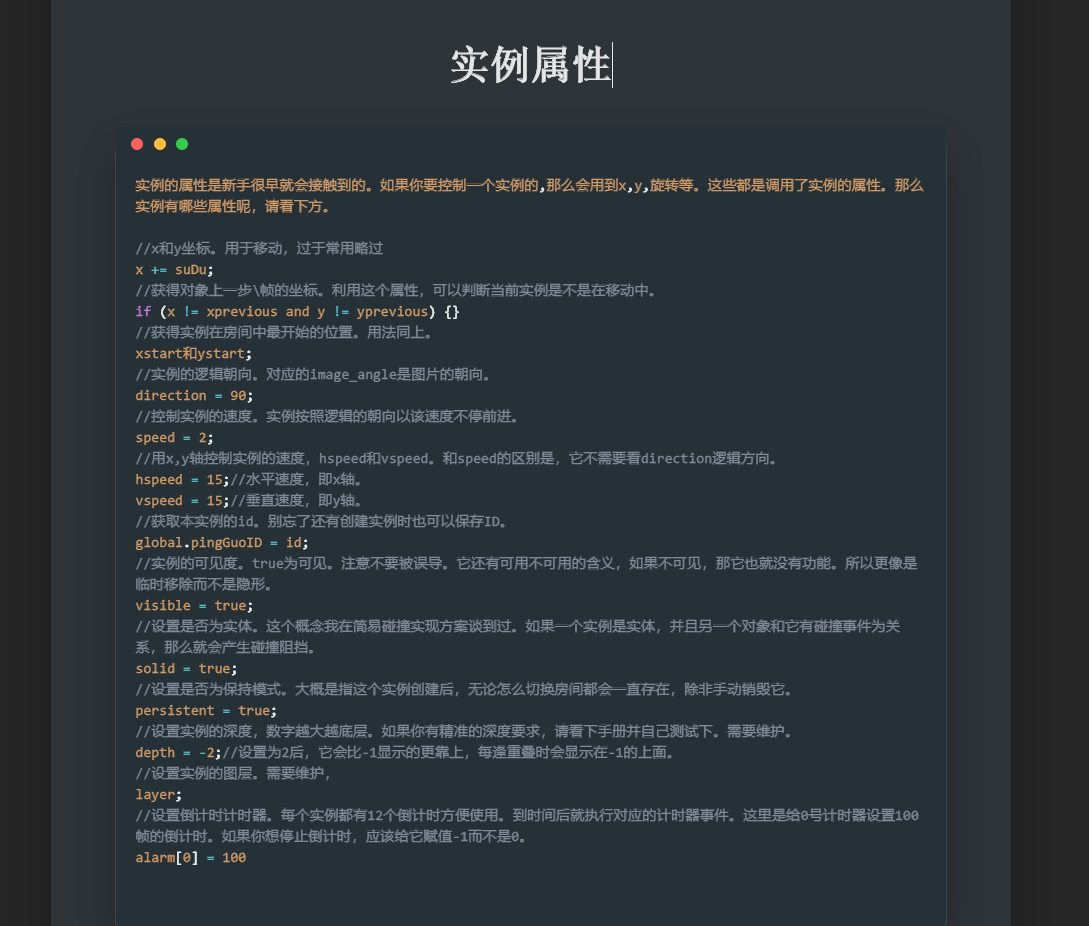 实例属性
实例的属性是新手很早就会接触到的。如果你要控制一个实例的,那么会用到x,y,旋转等。这些都是调用了实例的属性。那么
实例有哪些属性呢，请看下方。
//x和y坐标。用于移动，过于常用略过
x += suDu;
//获得对象上一步\帧的坐标。利用这个属性，可以判断当前实例是不是在移动中。
if (x != xprevious and y != yprevious) {}
//获得实例在房间中最开始的位置。用法同上。
xstart和ystart;
//实例的逻辑朝向。对应的image_angle是图片的朝向。
direction = 90;
//控制实例的速度。实例按照逻辑的朝向以该速度不停前进。
speed = 2;
//用x,y轴控制实例的速度，hspeed和vspeed。和speed的区别是，它不需要看direction逻辑方向。
hspeed = 15;//水平速度，即x轴。
vspeed = 15;//垂直速度，即y轴。
//获取本实例的id。别忘了还有创建实例时也可以保存ID。
global.pingGuoID = id;
//实例的可见度。true为可见。注意不要被误导。它还有可用不可用的含义，如果不可见，那它也就没有功能。所以更像是
临时移除而不是隐形。
visible = true;
//设置是否为实体。这个概念我在简易碰撞实现方案谈到过。如果一个实例是实体，并且另一个对象和它有碰撞事件为关
系，那么就会产生碰撞阻挡。
solid = true;
//设置是否为保持模式。大概是指这个实例创建后，无论怎么切换房间都会一直存在，除非手动销毁它。
persistent = true;
//设置实例的深度，数字越大越底层。如果你有精准的深度要求，请看下手册并自己测试下。需要维护。
depth = -2;//设置为2后，它会比-1显示的更靠上，每逢重叠时会显示在-1的上面。
//设置实例的图层。需要维护，
layer;
//设置倒计时计时器。每个实例都有12个倒计时方便使用。到时间后就执行对应的计时器事件。这里是给0号计时器设置100
帧的倒计时。如果你想停止倒计时，应该给它赋值-1而不是0。
alarm[0] = 100